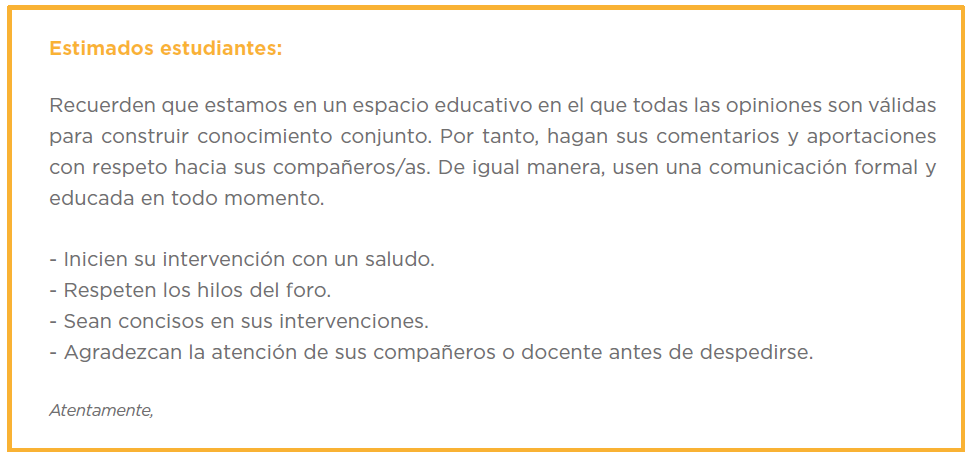 Estimados estudiantes:
Recuerden que estamos en un espacio educativo en el que todas las opiniones son válidas
para construir conocimiento conjunto. Por tanto, hagan sus comentarios y aportaciones
con respeto hacia sus compañeros/as. De igual manera, usen una comunicación formal y
educada en todo momento.
- Inicien su intervención con un saludo.
- Respeten los hilos del foro.
- Sean concisos en sus intervenciones.
- Agradezcan la atención de sus compañeros o docente antes de despedirse.
Atentamente,